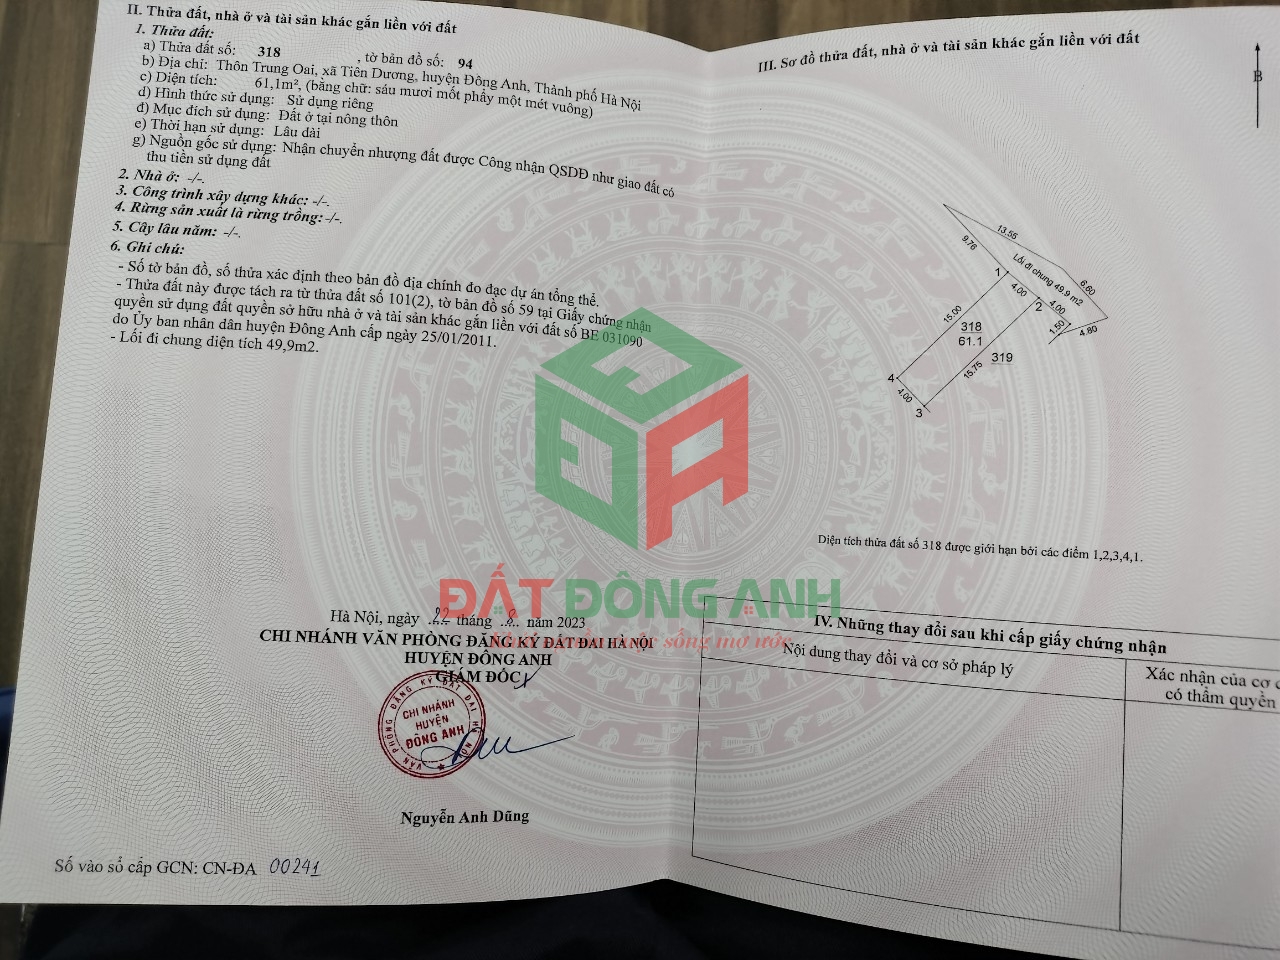 II. Thửa đất, nhà ở và tài sản khác gắn liền với đất
1. Thửa đất:
a) Thửa đất số: 318 , tờ bản đồ số: 94
b) Địa chỉ: Thôn Trung Oai, xã Tiên Dương, huyện Đông Anh, Thành phố Hà Nội
c) Diện tích: 61,1m², (bằng chữ: sáu mươi mốt phẩy một mét vuông)
d) Hình thức sử dụng: Sử dụng riêng
đ) Mục đích sử dụng: Đất ở tại nông thôn
e) Thời hạn sử dụng: Lâu dài
g) Nguồn gốc sử dụng: Nhận chuyển nhượng đất được Công nhận QSDĐ như giao đất có
thu tiền sử dụng đất
2. Nhà ở: -/-.
3. Công trình xây dựng khác: -/-.
4. Rừng sản xuất là rừng trồng: -/-.
5. Cây lâu năm: -/-.
6. Ghi chú:
- Số tờ bản đồ, số thửa xác định theo bản đồ địa chính đo đạc dự án tổng thể.
- Thửa đất này được tách ra từ thửa đất số 101(2), tờ bản đồ số 59 tại Giấy chứng nhận
quyền sử dụng đất quyền sở hữu nhà ở và tài sản khác gắn liền với đất số BE 031090
do Ủy ban nhân dân huyện Đông Anh cấp ngày 25/01/2011.
- Lối đi chung diện tích 49,9m2.
Hà Nội, ngày 22 tháng 8 năm 2023
CHI NHÁNH VĂN PHÒNG ĐĂNG KÝ ĐẤT ĐAI HÀ NỘI
HUYỆN ĐÔNG ANH
GIÁM ĐỐC
VĂN PHÒNG ĐĂNG KÝ ĐẤT ĐAI HÀ NỘI
CHI NHÁNH
HUYỆN
ĐÔNG ANH
Nguyễn Anh Dũng
Số vào sổ cấp GCN: CN-ĐA 00241
ĐẤT ĐÔNG ANH
III. Sơ đồ thửa đất, nhà ở và tài sản khác gắn liền với đất
B
13.55
9.76
Lối đi chung 49.9 m2
6.60
1
4.00
2
4.00
1.50
4.80
15.00
318
61.1
319
15.75
4
4.00
3
Diện tích thửa đất số 318 được giới hạn bởi các điểm 1,2,3,4,1.
IV. Những thay đổi sau khi cấp giấy chứng nhận
Nội dung thay đổi và cơ sở pháp lý
Xác nhận của cơ
có thẩm quyền